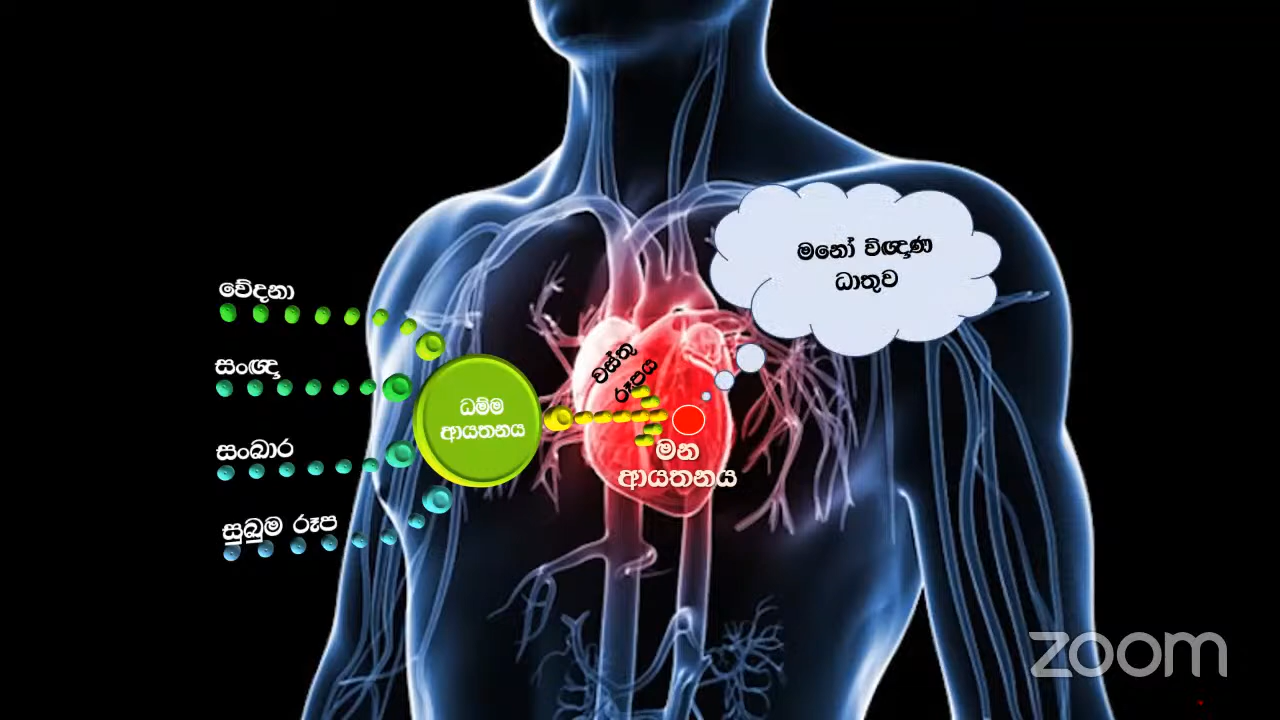 මනෝ විඥාණ
ධාතුව
වේදනා
සංඥා
සංඛාර
සුඛුම රූප
ධම්ම
ආයතනය
වස්තු
රූපය
මන
ආයතනය
zoom